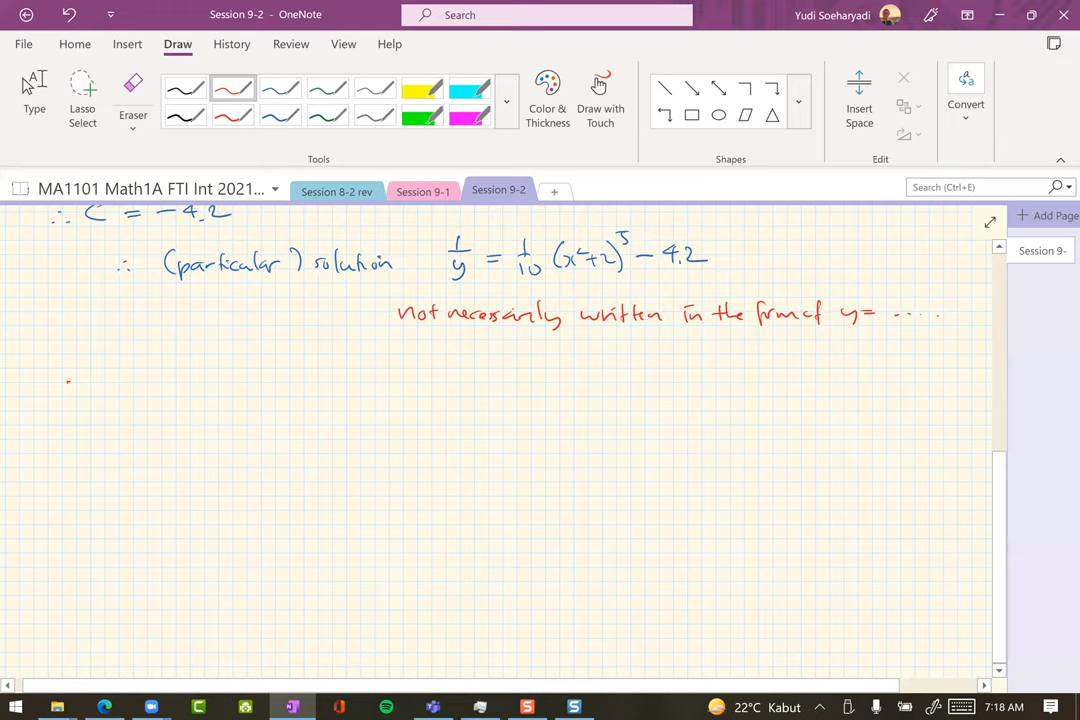 Session 9-2 - OneNote
Search
Yudi Soeharyadi
File Home Insert Draw History Review View Help
Type
Lasso Select
Eraser
Color & Thickness
Draw with Touch
Insert Space
Convert
Tools
Shapes
Edit
MA1101 Math1A FTI Int 2021... Session 8-2 rev Session 9-1 Session 9-2
Search (Ctrl+E)
Add Page
Session 9-
∴ C = -4.2
∴ (particular) solution 1/y = 1/10 (x²+2)⁵ - 4.2
not necessarily written in the form of y= .....
22°C Kabut 7:18 AM